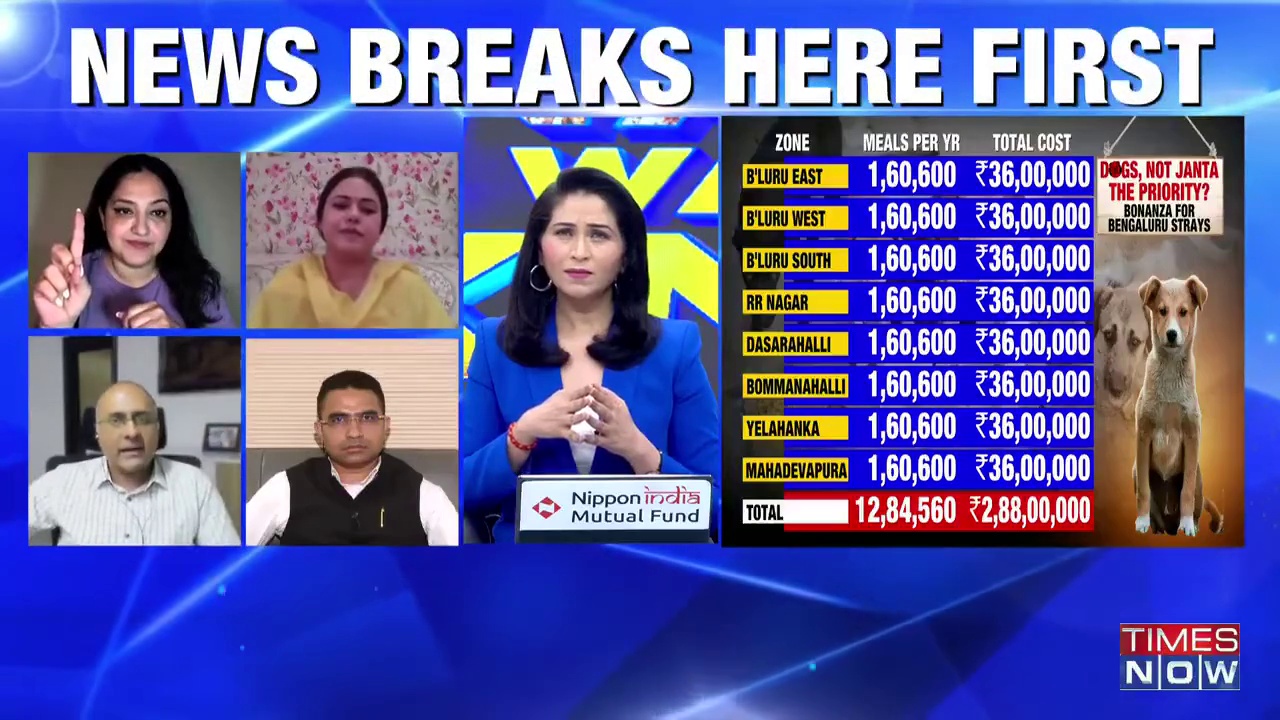 NEWS BREAKS HERE FIRST
ZONE MEALS PER YR TOTAL COST
B'LURU EAST 1,60,600 ₹36,00,000
B'LURU WEST 1,60,600 ₹36,00,000
B'LURU SOUTH 1,60,600 ₹36,00,000
RR NAGAR 1,60,600 ₹36,00,000
DASARAHALLI 1,60,600 ₹36,00,000
BOMMANAHALLI 1,60,600 ₹36,00,000
YELAHANKA 1,60,600 ₹36,00,000
MAHADEVAPURA 1,60,600 ₹36,00,000
TOTAL 12,84,560 ₹2,88,00,000
DOGS, NOT JANTA
THE PRIORITY?
BONANZA FOR
BENGALURU STRAYS
Nippon india
Mutual Fund
TIMES
NOW